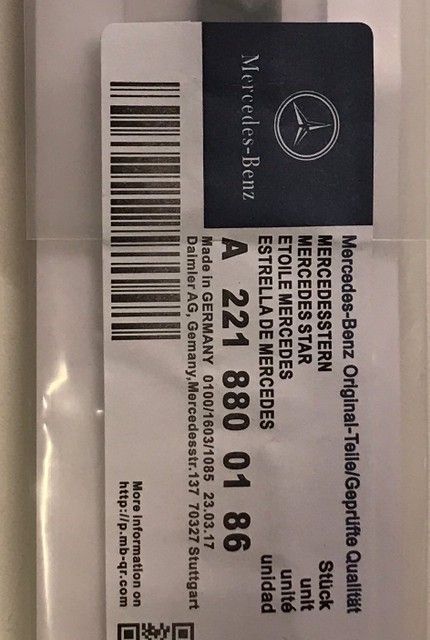 Mercedes-Benz
Mercedes-Benz Original-Teile/Geprüfte Qualität
MERCEDESSTERN Stück
MERCEDES STAR unit
ETOILE MERCEDES unité
ESTRELLA DE MERCEDES unidad
A 221 880 01 86
Made in GERMANY 0100/1603/1085 23.03.17
Daimler AG, Gemany,Mercedesstr.137 70327 Stuttgart
More information on
http://p.mb-qr.com